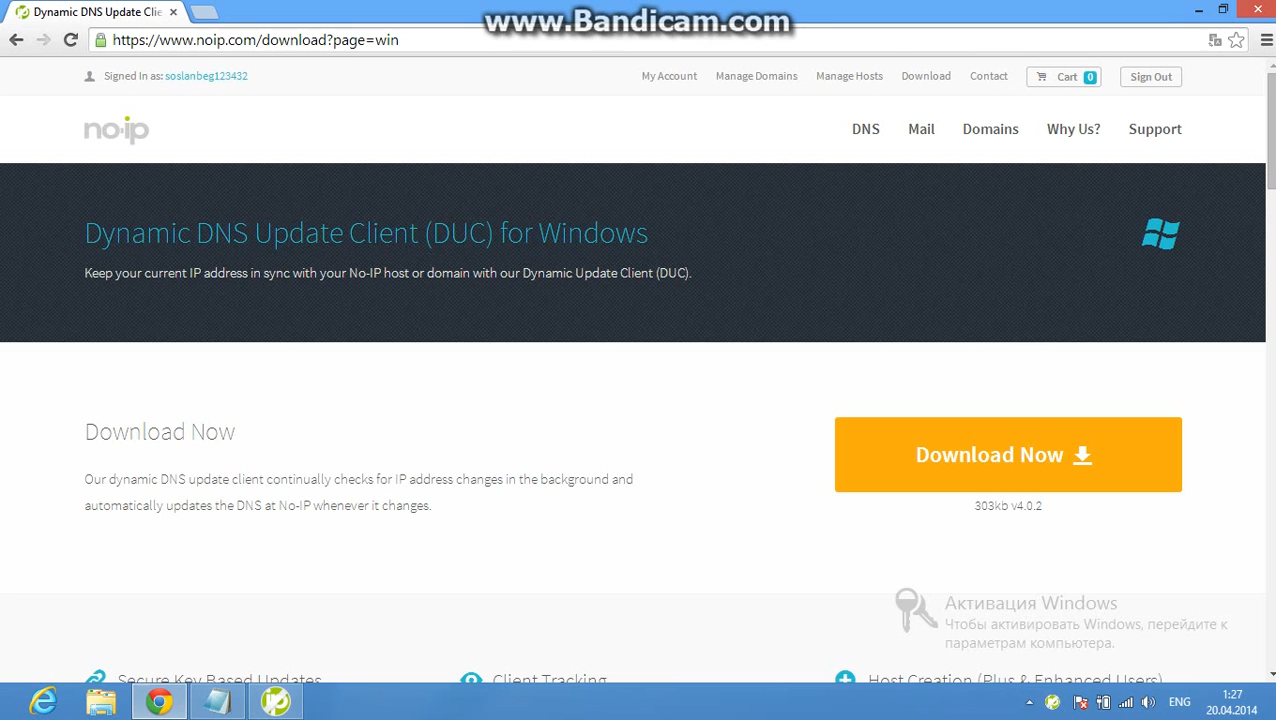 www.Bandicam.com
Dynamic DNS Update Clie
https://www.noip.com/download?page=win
Signed In as: soslanbeg123432
My Account
Manage Domains
Manage Hosts
Download
Contact
Cart 0
Sign Out
no-ip
DNS
Mail
Domains
Why Us?
Support
Dynamic DNS Update Client (DUC) for Windows
Keep your current IP address in sync with your No-IP host or domain with our Dynamic Update Client (DUC).
Download Now
Our dynamic DNS update client continually checks for IP address changes in the background and
automatically updates the DNS at No-IP whenever it changes.
Download Now
303kb v4.0.2
Активация Windows
Чтобы активировать Windows, перейдите к
параметрам компьютера.
Secure Key Based Updates
Client Tracking
Host Creation (Plus & Enhanced Users)
ENG
1:27
20.04.2014